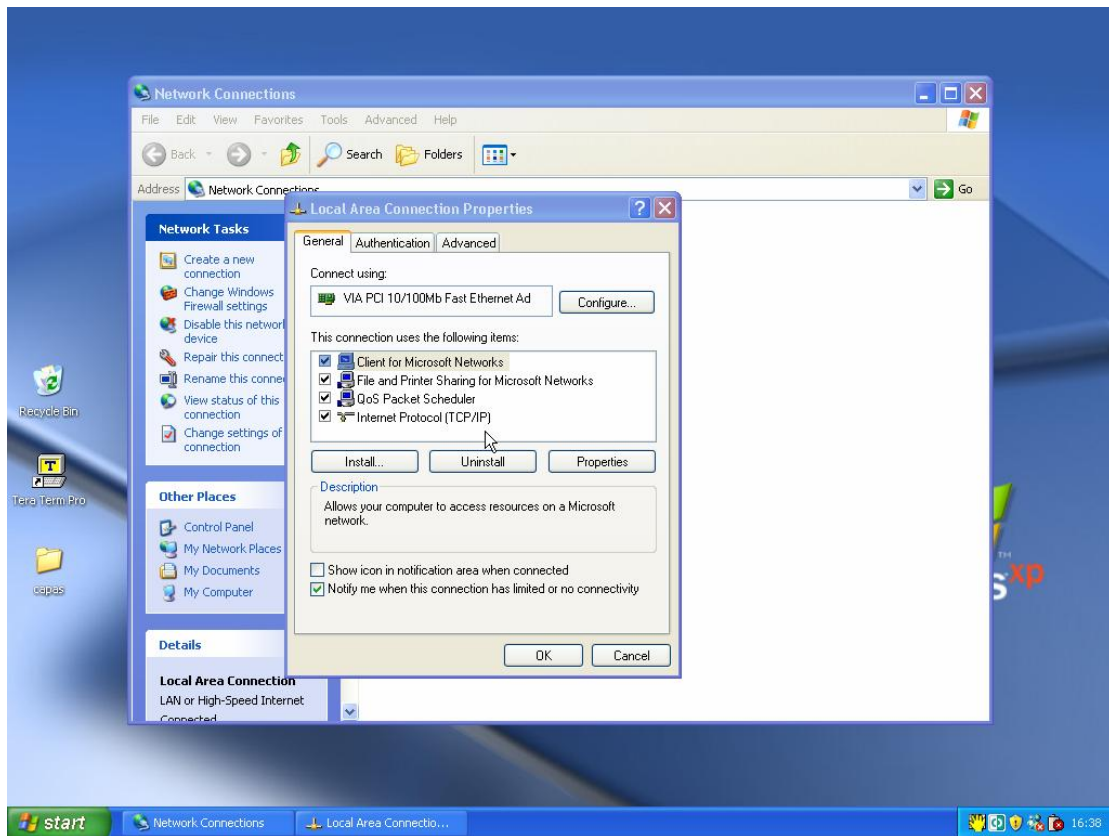 Network Connections
File Edit View Favorites Tools Advanced Help
Back Search Folders
Address Network Connections Go
Local Area Connection Properties
Network Tasks
Create a new
connection
Change Windows
Firewall settings
Disable this network
device
Repair this connect
Rename this conne
View status of this
connection
Change settings of
connection
Other Places
Control Panel
My Network Places
My Documents
My Computer
Details
Local Area Connection
LAN or High-Speed Internet
Connected
General Authentication Advanced
Connect using:
VIA PCI 10/100Mb Fast Ethernet Ad Configure...
This connection uses the following items:
Client for Microsoft Networks
File and Printer Sharing for Microsoft Networks
QoS Packet Scheduler
Internet Protocol (TCP/IP)
Install... Uninstall Properties
Description
Allows your computer to access resources on a Microsoft
network.
Show icon in notification area when connected
Notify me when this connection has limited or no connectivity
OK Cancel
Recycle Bin
Tera Term Pro
capas
TM
s xp
start Network Connections Local Area Connectio... 16:38